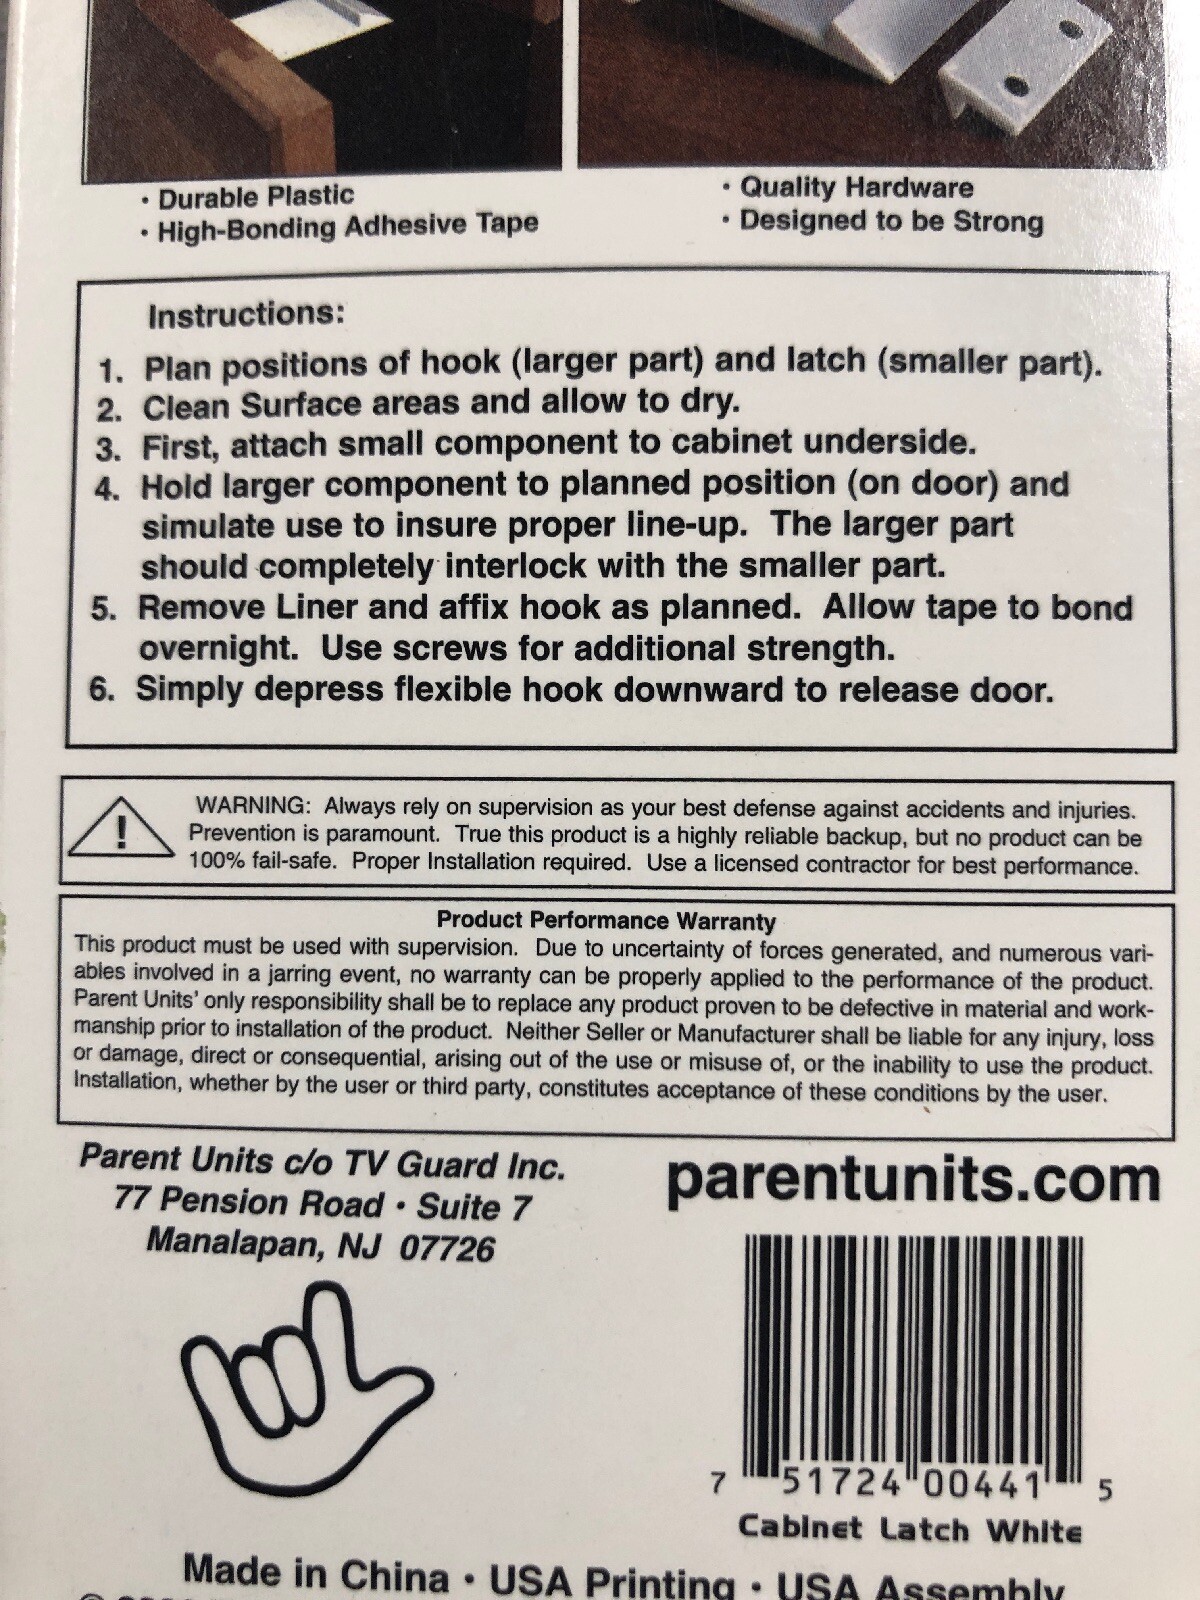 • Durable Plastic
• High-Bonding Adhesive Tape
• Quality Hardware
• Designed to be Strong
Instructions:
1. Plan positions of hook (larger part) and latch (smaller part).
2. Clean Surface areas and allow to dry.
3. First, attach small component to cabinet underside.
4. Hold larger component to planned position (on door) and
simulate use to insure proper line-up. The larger part
should completely interlock with the smaller part.
5. Remove Liner and affix hook as planned. Allow tape to bond
overnight. Use screws for additional strength.
6. Simply depress flexible hook downward to release door.
! WARNING: Always rely on supervision as your best defense against accidents and injuries.
Prevention is paramount. True this product is a highly reliable backup, but no product can be
100% fail-safe. Proper Installation required. Use a licensed contractor for best performance.
Product Performance Warranty
This product must be used with supervision. Due to uncertainty of forces generated, and numerous vari-
ables involved in a jarring event, no warranty can be properly applied to the performance of the product.
Parent Units' only responsibility shall be to replace any product proven to be defective in material and work-
manship prior to installation of the product. Neither Seller or Manufacturer shall be liable for any injury, loss
or damage, direct or consequential, arising out of the use or misuse of, or the inability to use the product.
Installation, whether by the user or third party, constitutes acceptance of these conditions by the user.
Parent Units c/o TV Guard Inc.
77 Pension Road • Suite 7
Manalapan, NJ 07726
parentunits.com
7 51724 00441 5
Cabinet Latch White
Made in China • USA Printing • USA Assembly